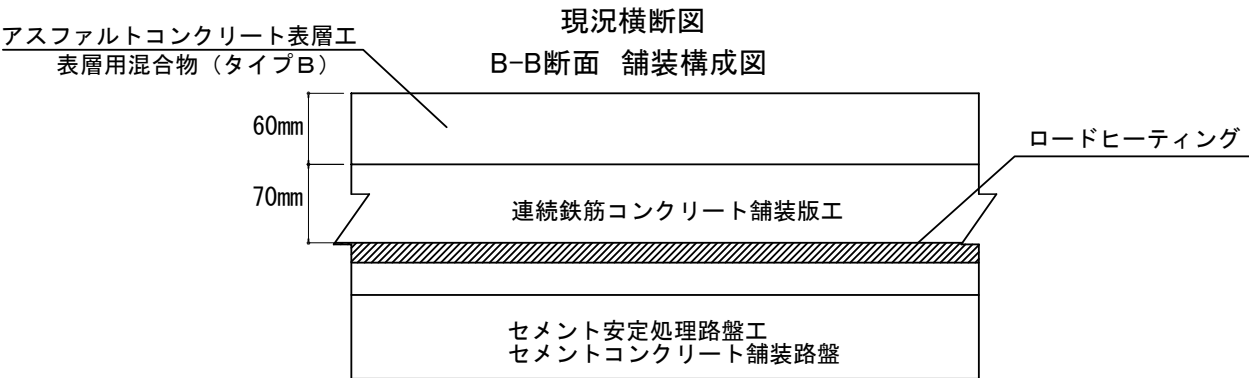 現況横断図
B-B断面 舗装構成図
アスファルトコンクリート表層工
表層用混合物（タイプB）
60mm
ロードヒーティング
70mm
連続鉄筋コンクリート舗装版工
セメント安定処理路盤工
セメントコンクリート舗装路盤